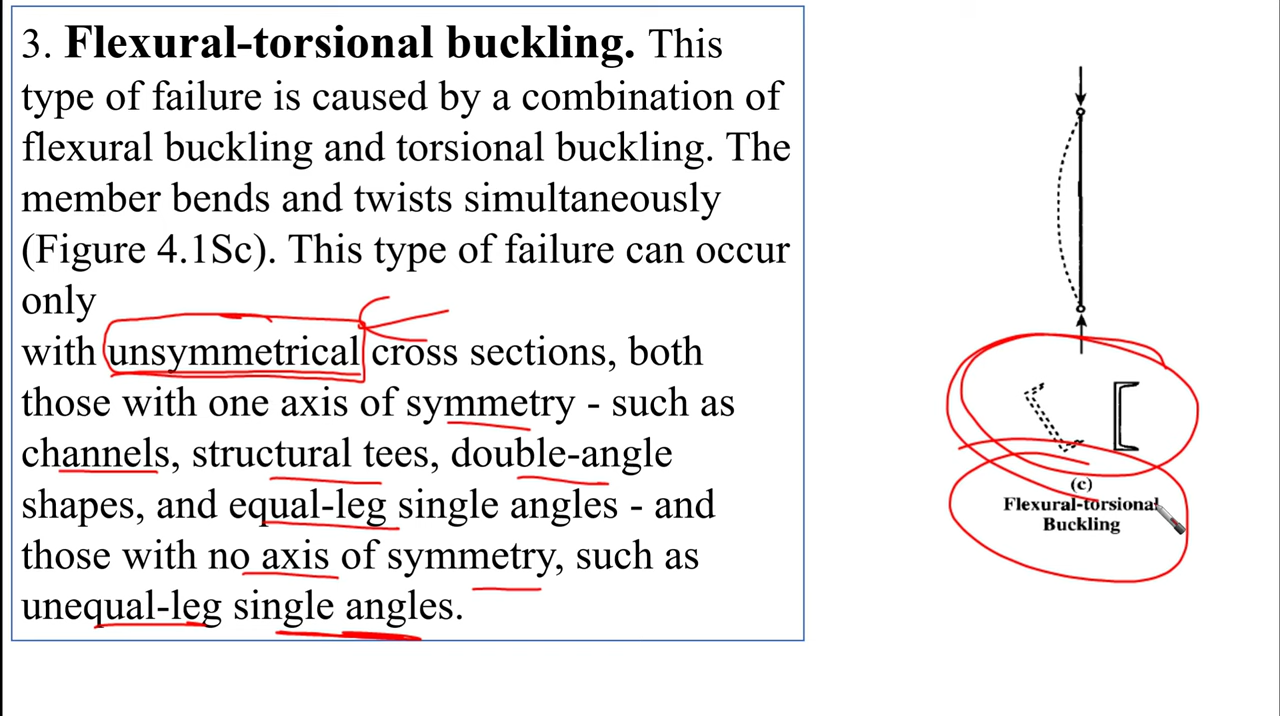 3. Flexural-torsional buckling. This
type of failure is caused by a combination of
flexural buckling and torsional buckling. The
member bends and twists simultaneously
(Figure 4.1Sc). This type of failure can occur
only
with unsymmetrical cross sections, both
those with one axis of symmetry - such as
channels, structural tees, double-angle
shapes, and equal-leg single angles - and
those with no axis of symmetry, such as
unequal-leg single angles.
(c)
Flexural-torsional
Buckling